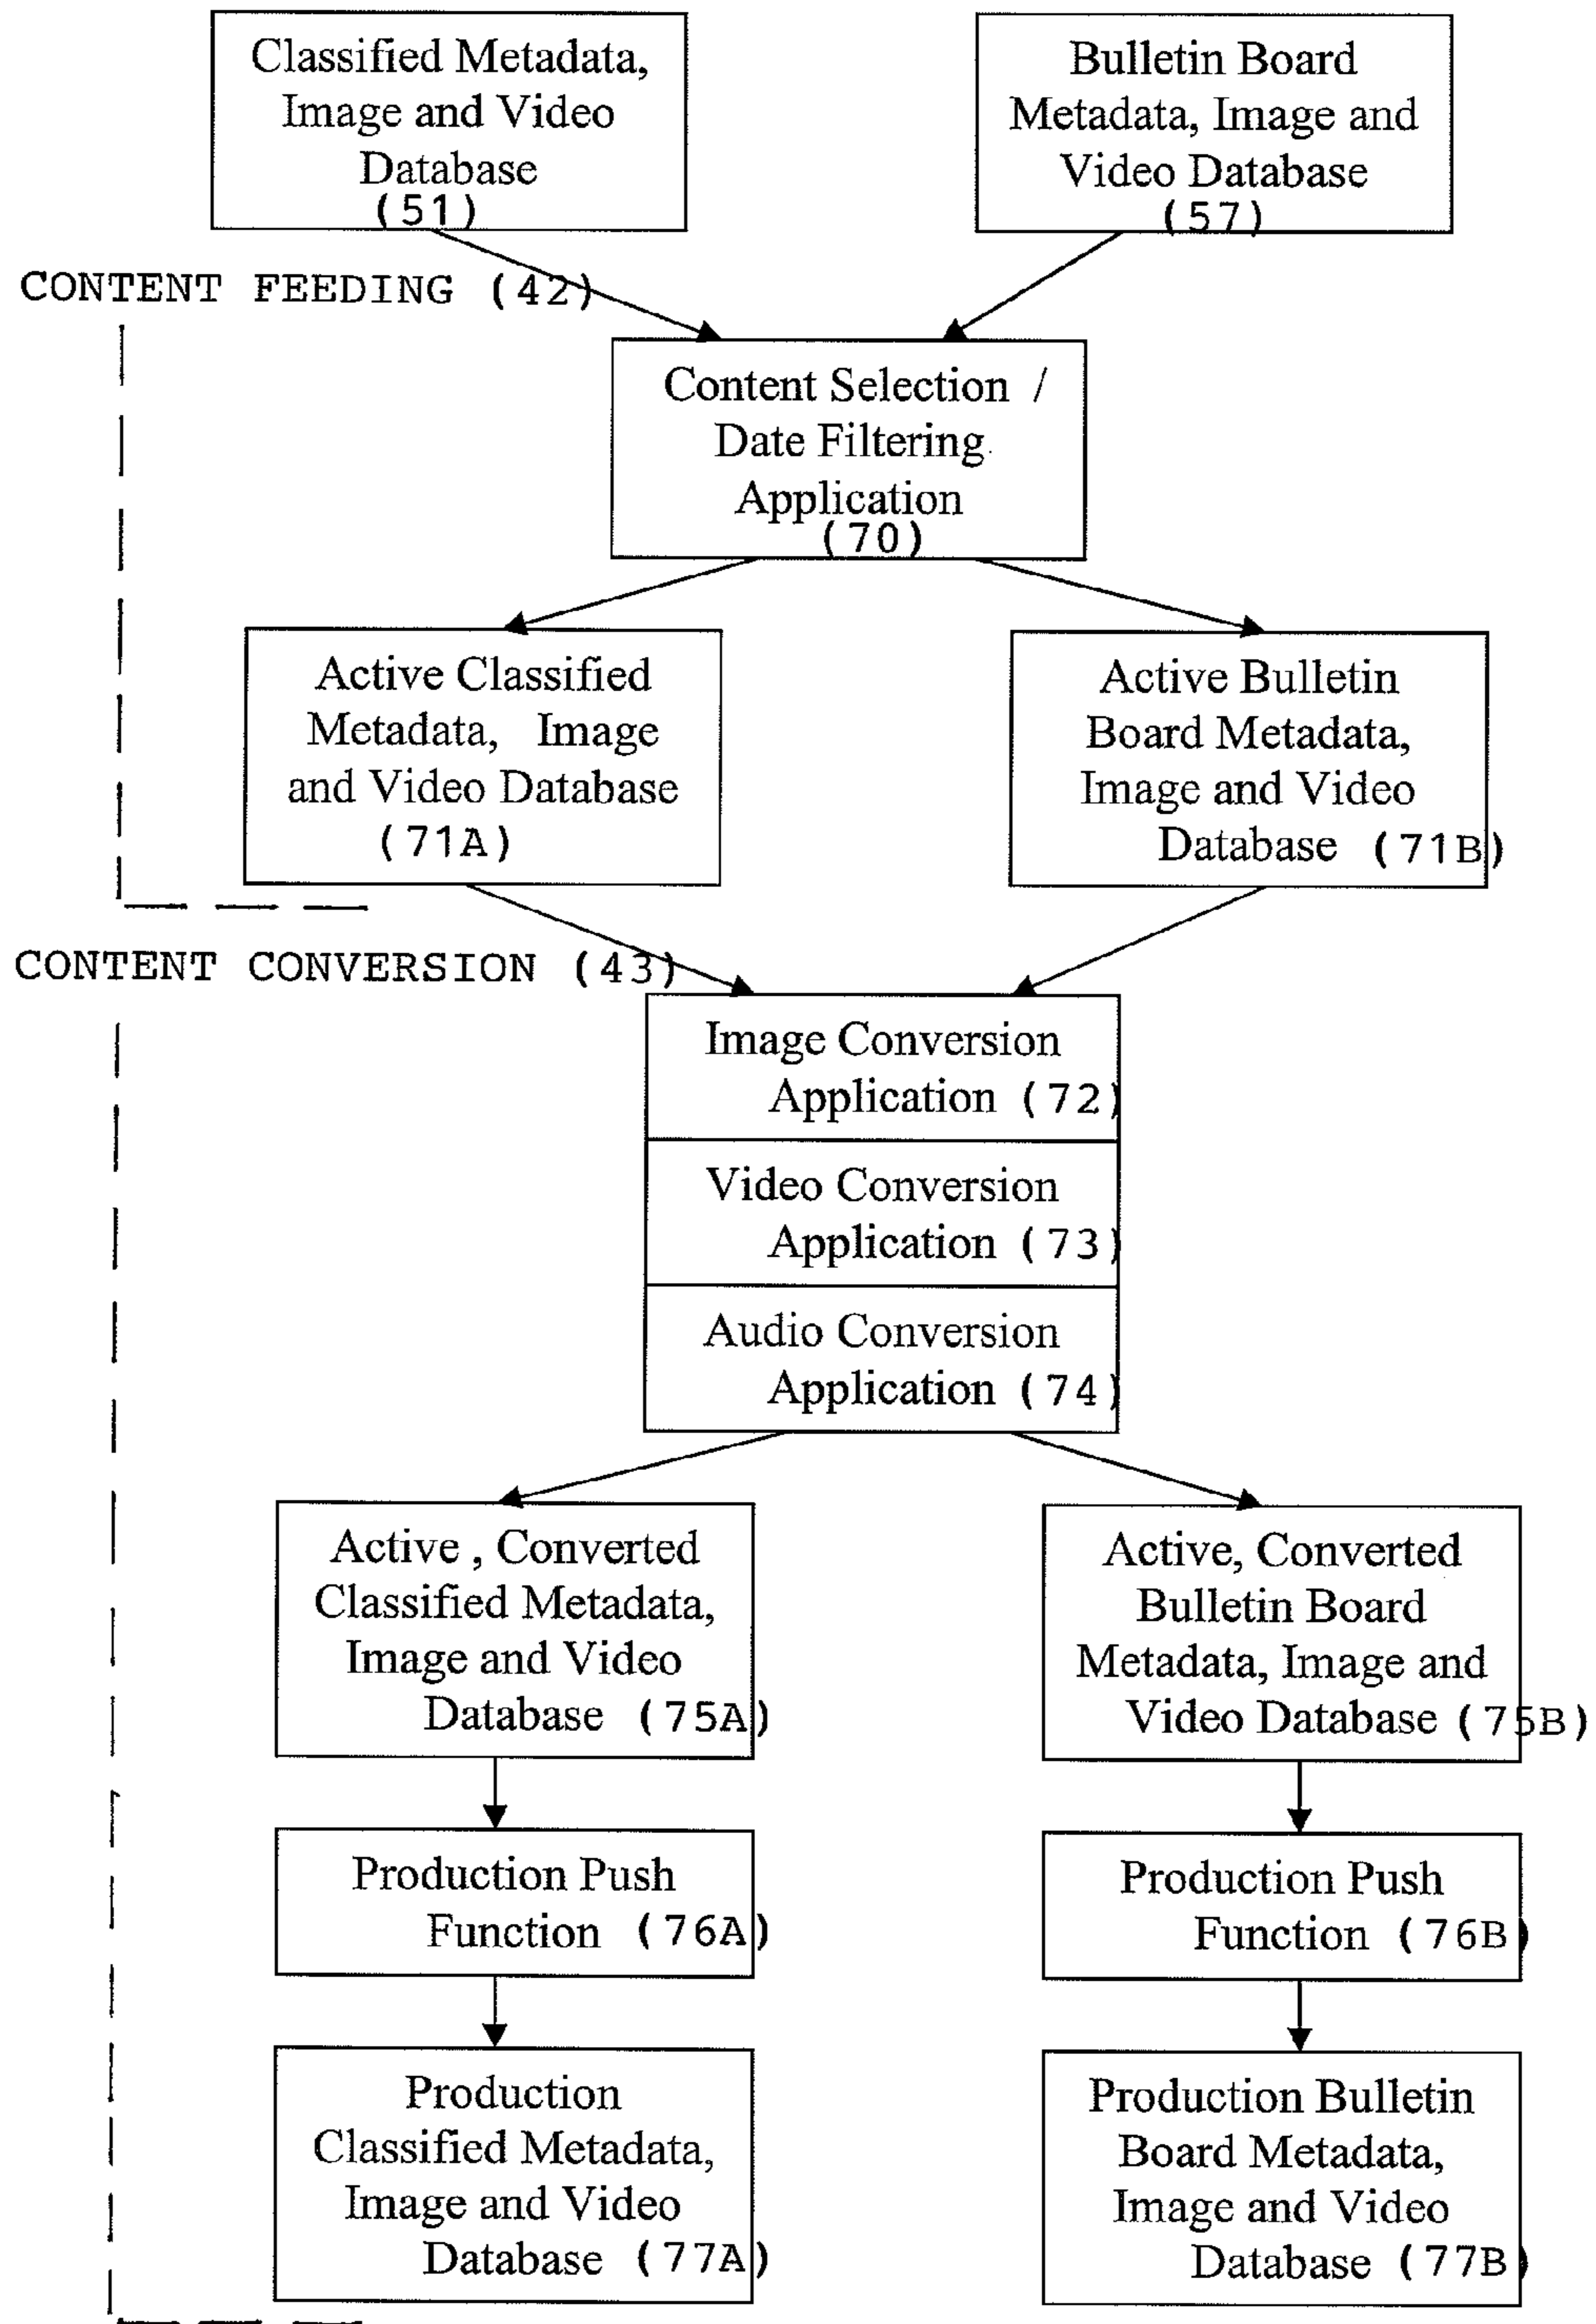 Classified Metadata,
Image and Video
Database
(51)
Bulletin Board
Metadata, Image and
Video Database
(57)
CONTENT FEEDING (42)
Content Selection /
Date Filtering
Application
(70)
Active Classified
Metadata, Image
and Video Database
(71A)
Active Bulletin
Board Metadata,
Image and Video
Database (71B)
CONTENT CONVERSION (43)
Image Conversion
Application (72)
Video Conversion
Application (73)
Audio Conversion
Application (74)
Active , Converted
Classified Metadata,
Image and Video
Database (75A)
Active, Converted
Bulletin Board
Metadata, Image and
Video Database (75B)
Production Push
Function (76A)
Production Push
Function (76B)
Production
Classified Metadata,
Image and Video
Database (77A)
Production Bulletin
Board Metadata,
Image and Video
Database (77B)